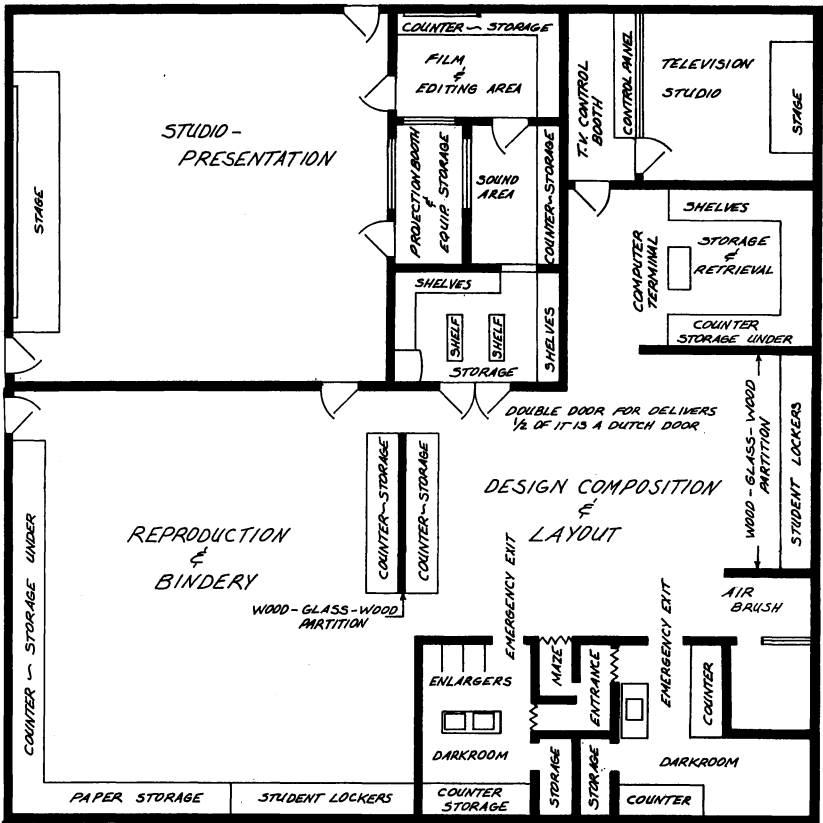 COUNTER ~ STORAGE
FILM
&
EDITING AREA
STUDIO-
PRESENTATION
STAGE
PROJECTION BOOTH
&
EQUIP. STORAGE
SOUND
AREA
COUNTER~STORAGE
T.V. CONTROL
BOOTH
CONTROL PANEL
TELEVISION
STUDIO
STAGE
SHELVES
STORAGE
&
RETRIEVAL
COMPUTER
TERMINAL
COUNTER
STORAGE UNDER
SHELVES
SHELF
SHELF
SHELVES
STORAGE
DOUBLE DOOR FOR DELIVERS
1/2 OF IT IS A DUTCH DOOR
WOOD-GLASS-WOOD
PARTITION
STUDENT LOCKERS
COUNTER~STORAGE
COUNTER~STORAGE
DESIGN COMPOSITION
&
LAYOUT
REPRODUCTION
&
BINDERY
WOOD-GLASS-WOOD
PARTITION
COUNTER ~ STORAGE UNDER
EMERGENCY EXIT
EMERGENCY EXIT
AIR
BRUSH
ENLARGERS
MAZE
ENTRANCE
COUNTER
DARKROOM
STORAGE
STORAGE
DARKROOM
PAPER STORAGE
STUDENT LOCKERS
COUNTER
STORAGE
COUNTER